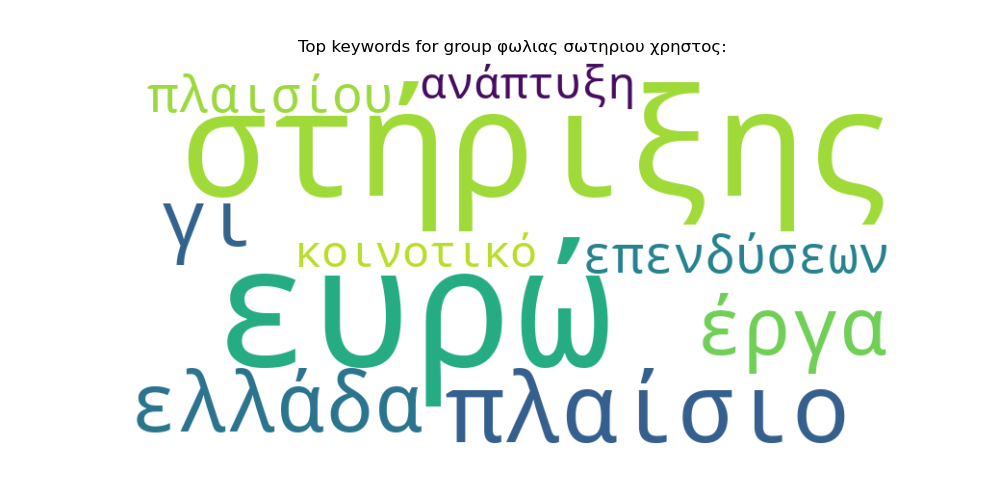 Top keywords for group φωλιας σωτηριου χρηστος:
πλαισίου ανάπτυξη
στήριξης
γι
κοινοτικό επενδύσεων
ευρώ έργα
ελλάδα πλαίσιο